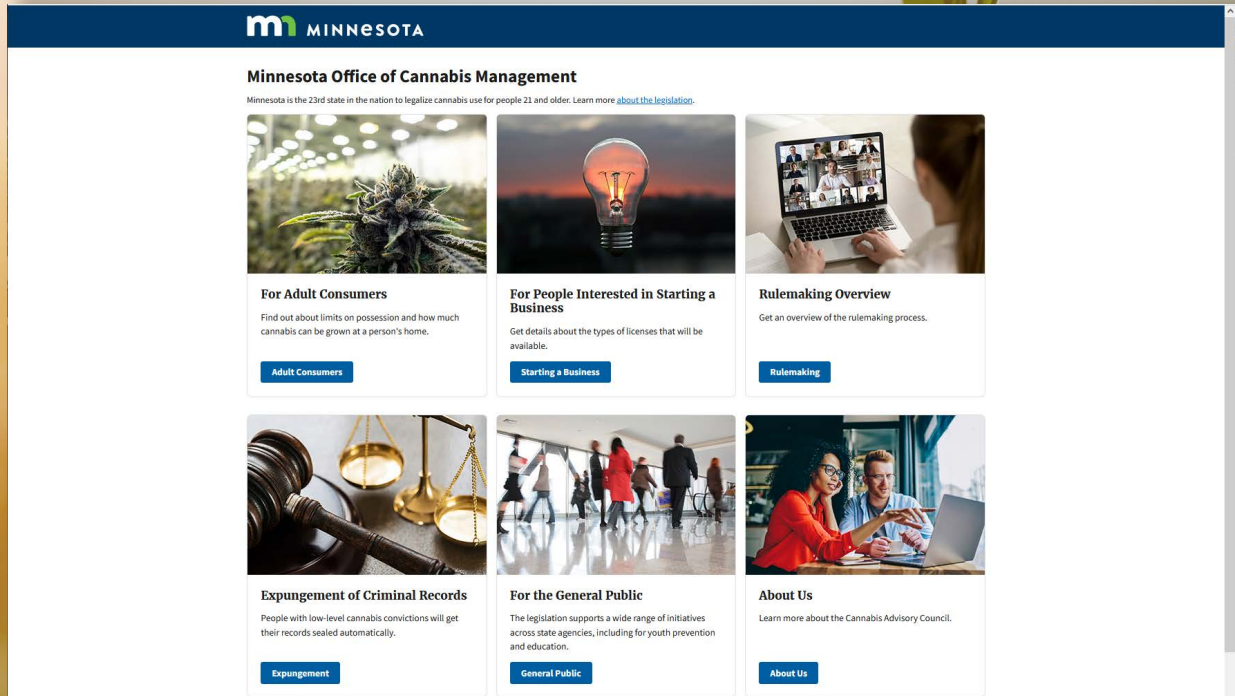 mn MINNESOTA
Minnesota Office of Cannabis Management
Minnesota is the 23rd state in the nation to legalize cannabis use for people 21 and older. Learn more about the legislation.
For Adult Consumers
Find out about limits on possession and how much
cannabis can be grown at a person's home.
Adult Consumers
For People Interested in Starting a
Business
Get details about the types of licenses that will be
available.
Starting a Business
Rulemaking Overview
Get an overview of the rulemaking process.
Rulemaking
Expungement of Criminal Records
People with low-level cannabis convictions will get
their records sealed automatically.
Expungement
For the General Public
The legislation supports a wide range of initiatives
across state agencies, including for youth prevention
and education.
General Public
About Us
Learn more about the Cannabis Advisory Council.
About Us